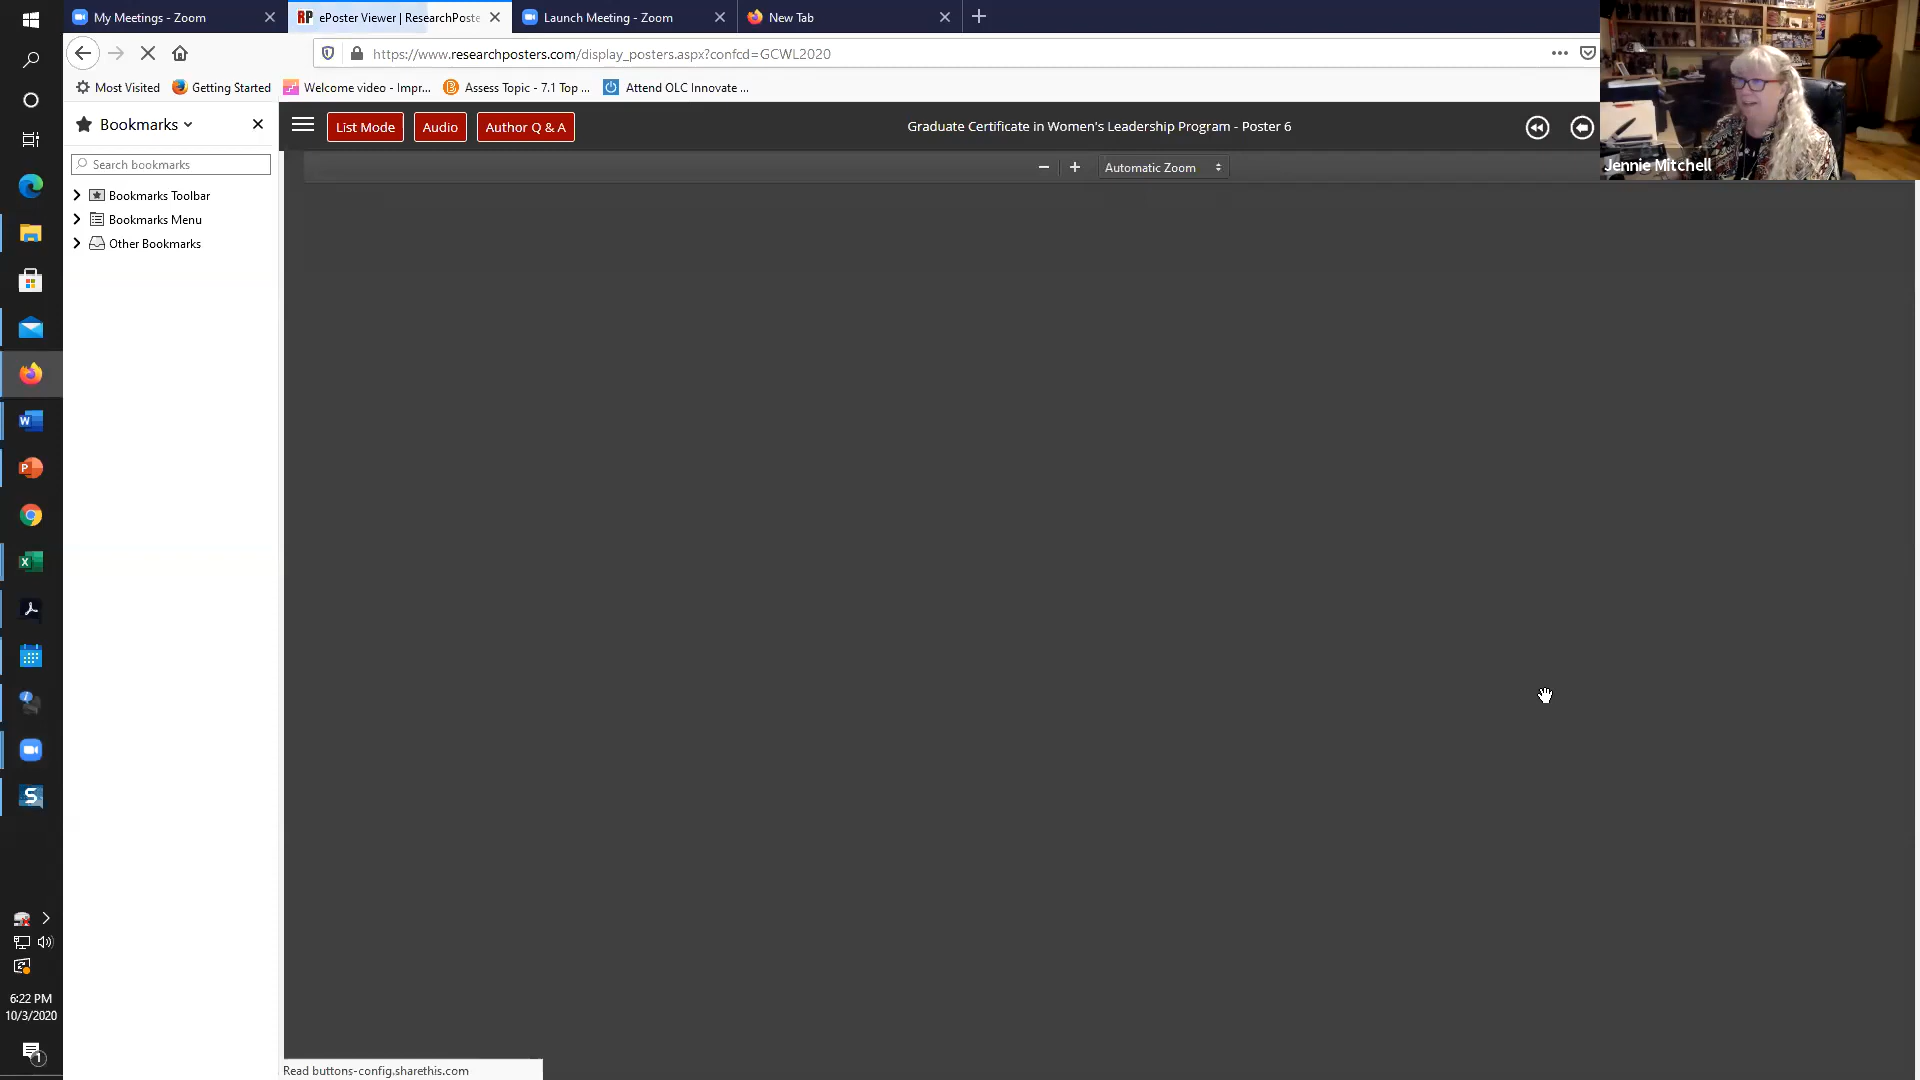 My Meetings - Zoom
ePoster Viewer | ResearchPoste
Launch Meeting - Zoom
New Tab
https://www.researchposters.com/display_posters.aspx?confcd=GCWL2020
Most Visited
Getting Started
Welcome video - Impr...
Assess Topic - 7.1 Top ...
Attend OLC Innovate ...
Bookmarks
List Mode
Audio
Author Q & A
Graduate Certificate in Women's Leadership Program - Poster 6
Search bookmarks
Automatic Zoom
Jennie Mitchell
Bookmarks Toolbar
Bookmarks Menu
Other Bookmarks
6:22 PM
10/3/2020
1
Read buttons-config.sharethis.com